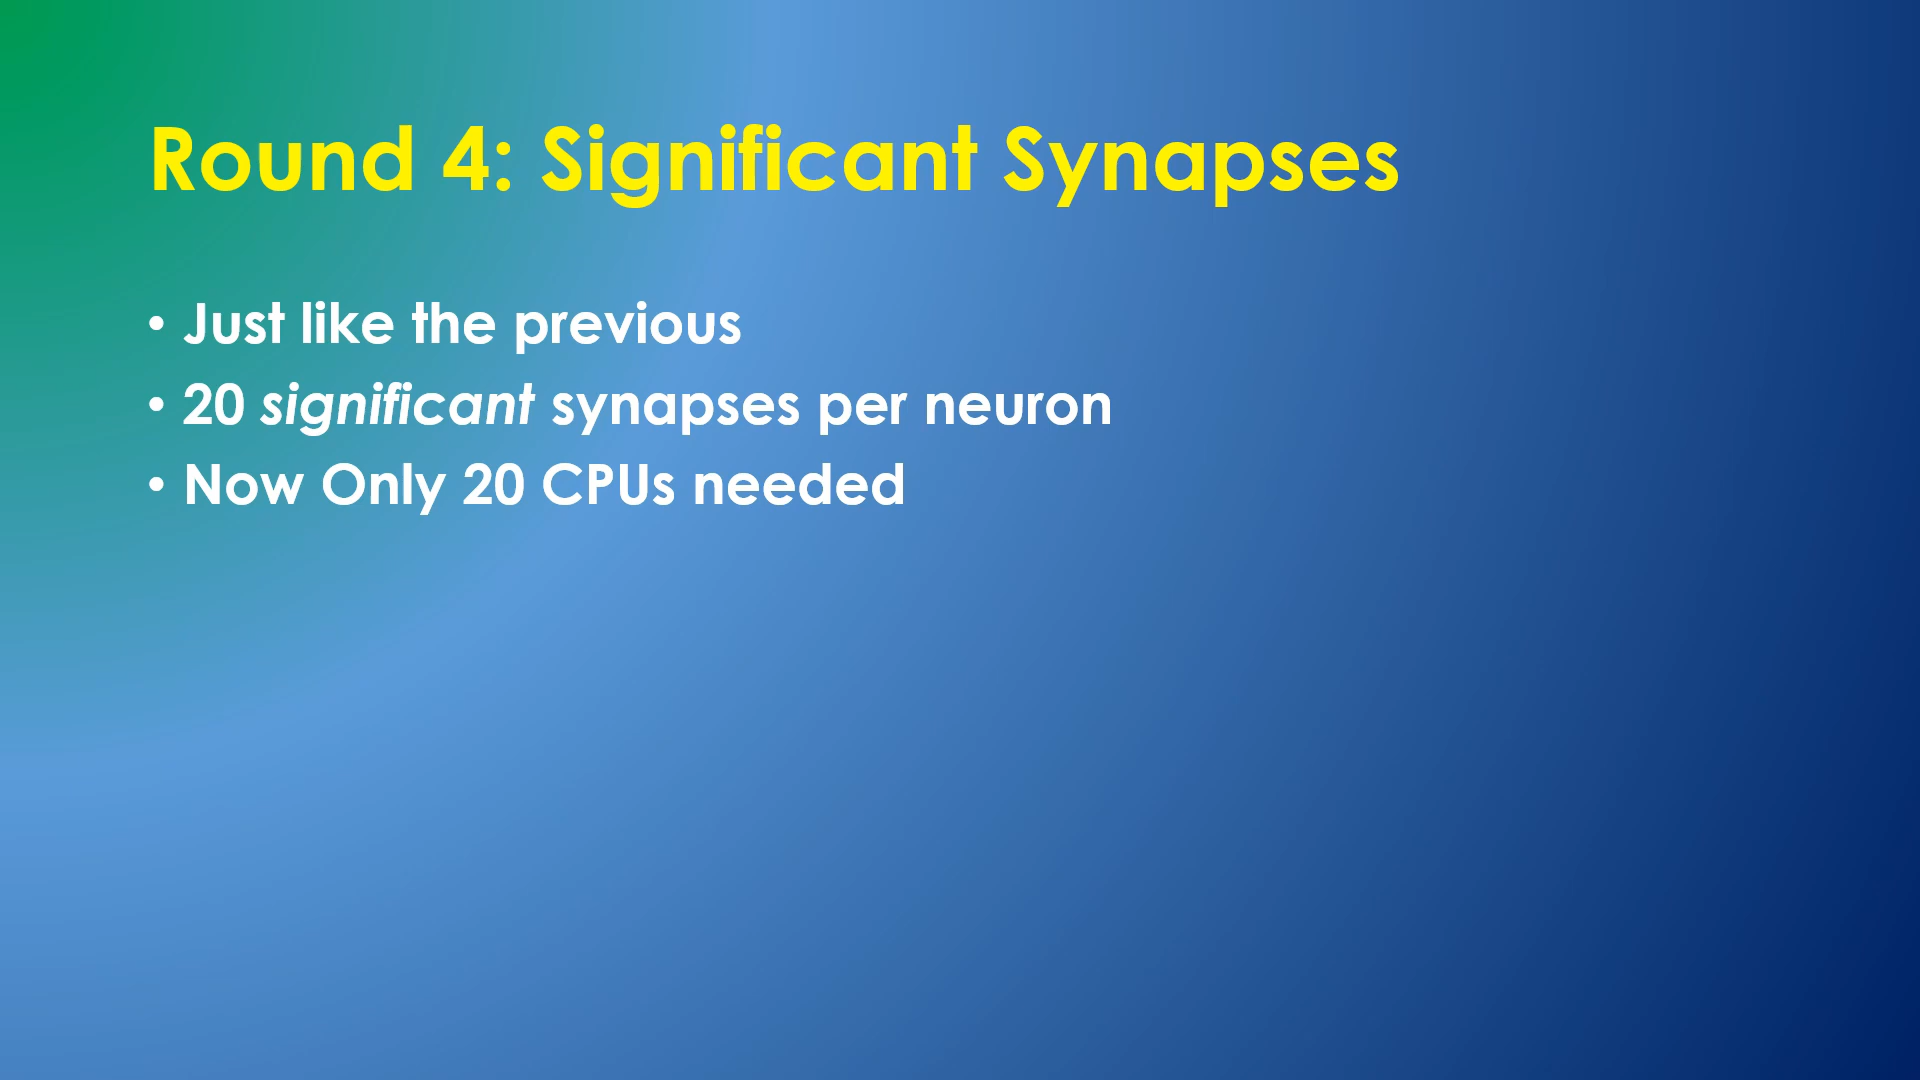 Round 4: Significant Synapses
• Just like the previous
• 20 significant synapses per neuron
• Now Only 20 CPUs needed